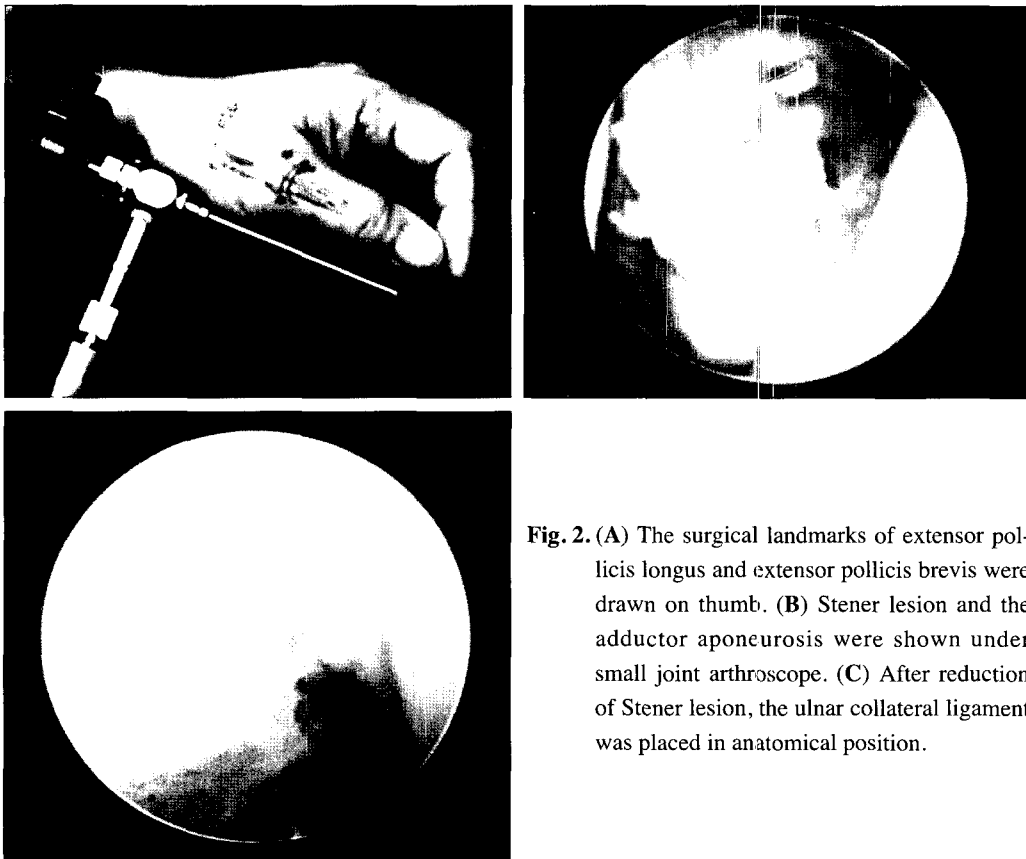 Fig. 2. (A) The surgical landmarks of extensor pol-
licis longus and extensor pollicis brevis were
drawn on thumb. (B) Stener lesion and the
adductor aponeurosis were shown under
small joint arthroscope. (C) After reduction
of Stener lesion, the ulnar collateral ligament
was placed in anatomical position.